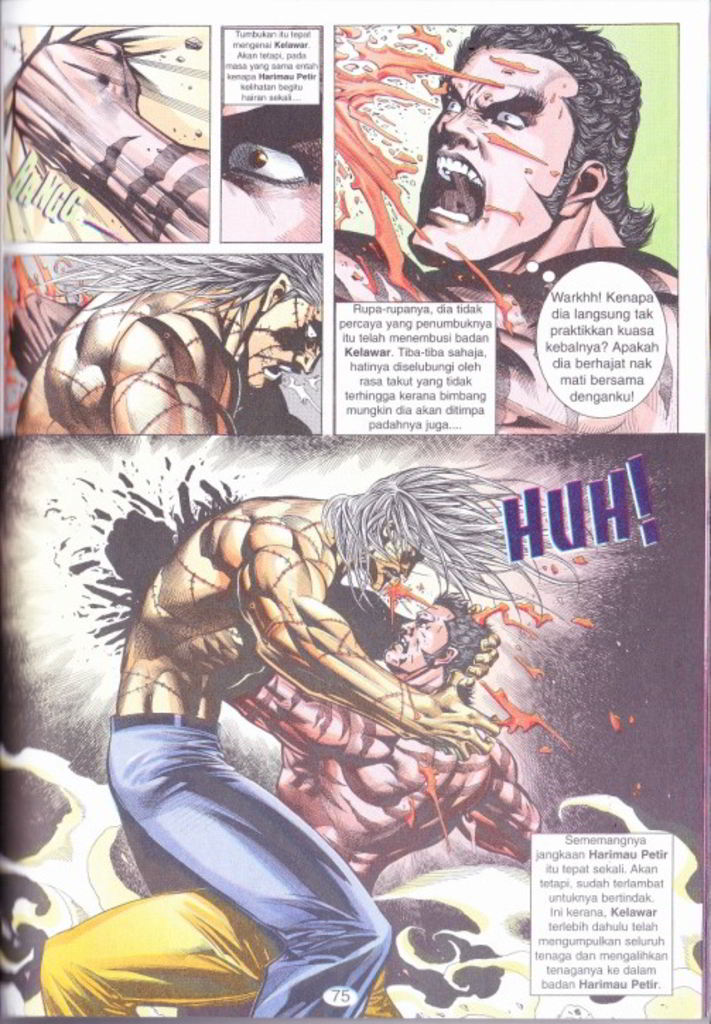 Tumbukan itu tepat
mengenai Kelawar.
Akan tetapi, pada
masa yang sama entah
kenapa Harimau Petir
kelihatan begitu
hairan sekali....
BANGG...
Warkhh! Kenapa
dia langsung tak
praktikkan kuasa
kebalnya? Apakah
dia berhajat nak
mati bersama
denganku!
Rupa-rupanya, dia tidak
percaya yang penumbuknya
itu telah menembusi badan
Kelawar. Tiba-tiba sahaja,
hatinya diselubungi oleh
rasa takut yang tidak
terhingga kerana bimbang
mungkin dia akan ditimpa
padahnya juga....
HUH!
Sememangnya
jangkaan Harimau Petir
itu tepat sekali. Akan
tetapi, sudah terlambat
untuknya bertindak.
Ini kerana, Kelawar
terlebih dahulu telah
mengumpulkan seluruh
tenaga dan mengalihkan
tenaganya ke dalam
badan Harimau Petir.
75